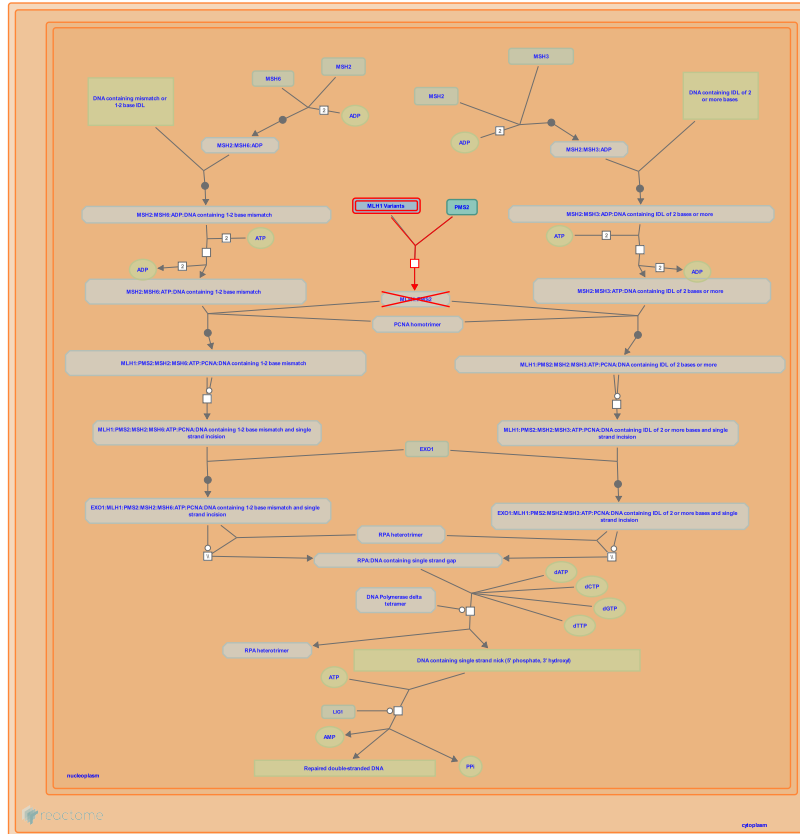 MSH3
MSH2
MSH6
DNA containing mismatch or
1-2 base IDL
DNA containing IDL of 2
or more bases
MSH2
2
ADP
2
ADP
MSH2:MSH6:ADP
MSH2:MSH3:ADP
MLH1 Variants
PMS2
MSH2:MSH6:ADP:DNA containing 1-2 base mismatch
MSH2:MSH3:ADP:DNA containing IDL of 2 bases or more
2
ATP
ATP
2
ADP
2
2
ADP
MSH2:MSH6:ATP:DNA containing 1-2 base mismatch
MSH2:MSH3:ATP:DNA containing IDL of 2 bases or more
MLH1:PMS2
PCNA homotrimer
MLH1:PMS2:MSH2:MSH6:ATP:PCNA:DNA containing 1-2 base mismatch
MLH1:PMS2:MSH2:MSH3:ATP:PCNA:DNA containing IDL of 2 bases or more
MLH1:PMS2:MSH2:MSH6:ATP:PCNA:DNA containing 1-2 base mismatch and single
strand incision
MLH1:PMS2:MSH2:MSH3:ATP:PCNA:DNA containing IDL of 2 or more bases and single
strand incision
EXO1
EXO1:MLH1:PMS2:MSH2:MSH6:ATP:PCNA:DNA containing 1-2 base mismatch and single
strand incision
EXO1:MLH1:PMS2:MSH2:MSH3:ATP:PCNA:DNA containing IDL of 2 or more bases and single
strand incision
RPA heterotrimer
RPA:DNA containing single strand gap
dATP
dCTP
DNA Polymerase delta
tetramer
dGTP
dTTP
RPA heterotrimer
DNA containing single strand nick (5' phosphate, 3' hydroxyl)
ATP
LIG1
AMP
Repaired double-stranded DNA
PPi
nucleoplasm
reactome
cytoplasm